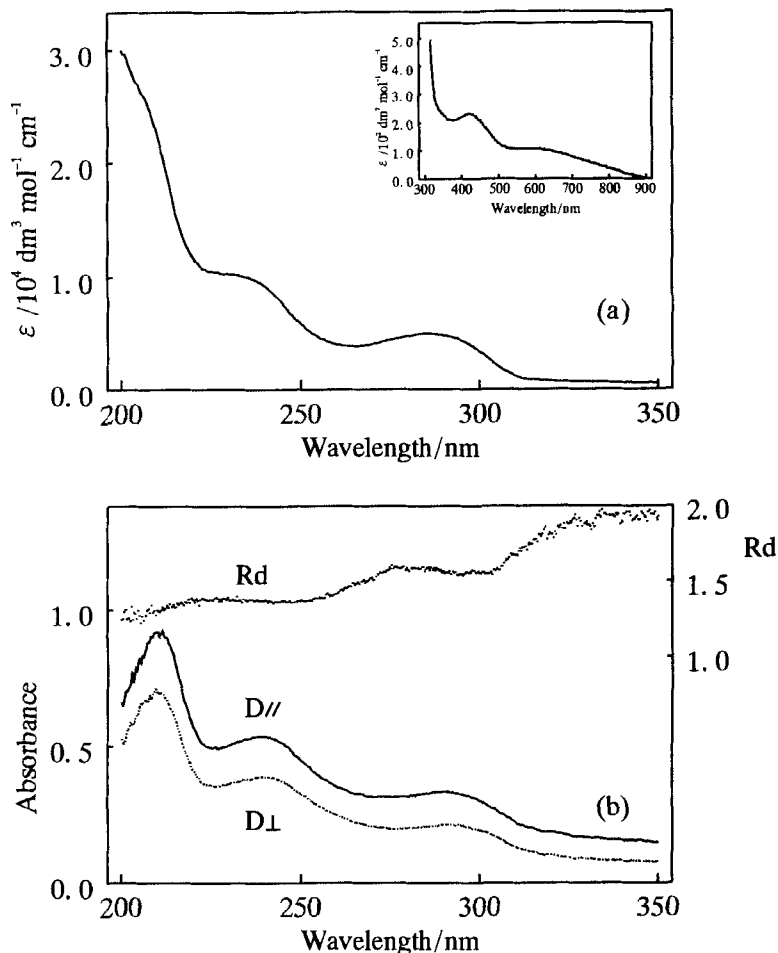 3. 0
2. 0
1. 0
0. 0
ε /10⁴ dm³ mol⁻¹ cm⁻¹
200 250 300 350
Wavelength/nm
(a)
5. 0
4. 0
3. 0
2. 0
1. 0
0. 0
ε /10² dm³ mol⁻¹ cm⁻¹
300 400 500 600 700 800 900
Wavelength/nm
2. 0
1. 5
1. 0
Rd
Rd
1. 0
0. 5
0. 0
Absorbance
D//
D⊥
(b)
200 250 300 350
Wavelength/nm